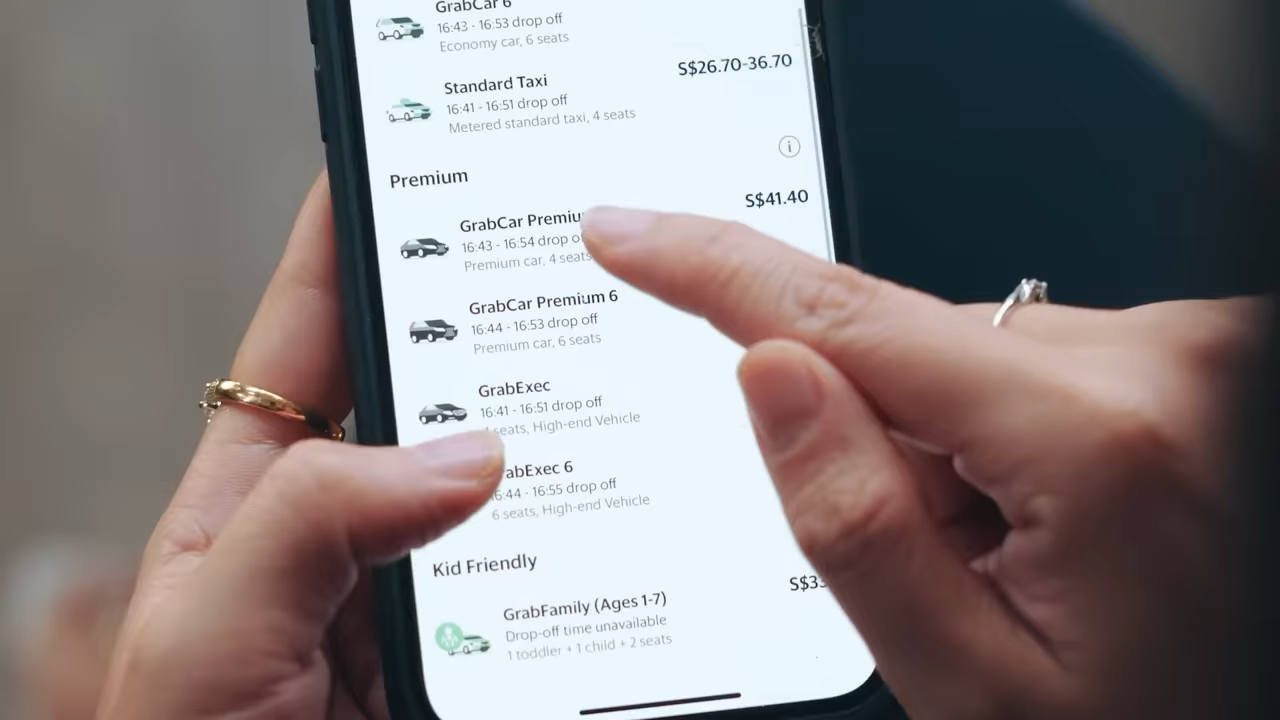 GrabCar 6
16:43 - 16:53 drop off
Economy car, 6 seats
Standard Taxi
S$26.70-36.70
16:41 - 16:51 drop off
Metered standard taxi, 4 seats
Premium
i
GrabCar Premiu
S$41.40
16:43 - 16:54 drop o
Premium car, 4 seats
GrabCar Premium 6
16:44 - 16:53 drop off
Premium car, 6 seats
GrabExec
16:41 - 16:51 drop off
seats, High-end Vehicle
abExec 6
16:44 - 16:55 drop off
6 seats, High-end Vehicle
Kid Friendly
GrabFamily (Ages 1-7)
Drop-off time unavailable
1 toddler + 1 child + 2 seats